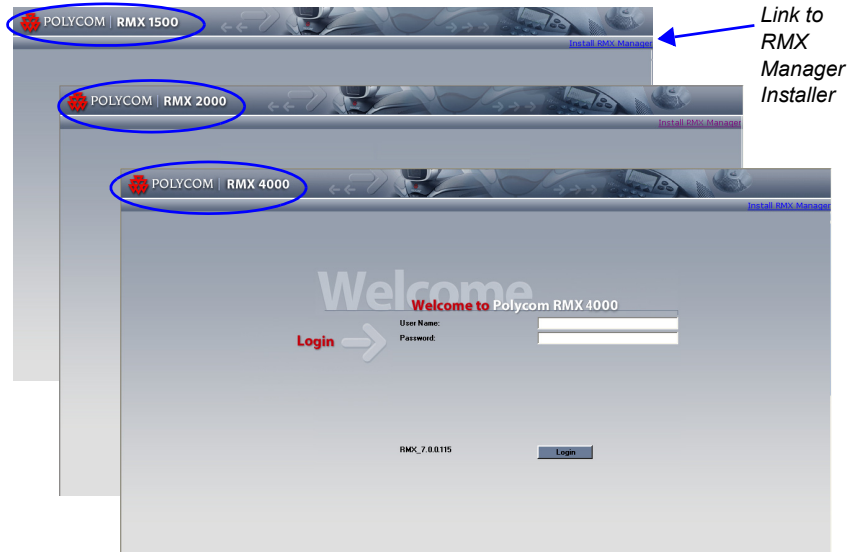 POLYCOM | RMX 1500
Install RMX Manager
Link to
RMX
Manager
Installer
POLYCOM | RMX 2000
Install RMX Manager
POLYCOM | RMX 4000
Install RMX Manager
Welcome
Welcome to Polycom RMX 4000
User Name:
Login
Password:
RMX_7.0.0.115
Login